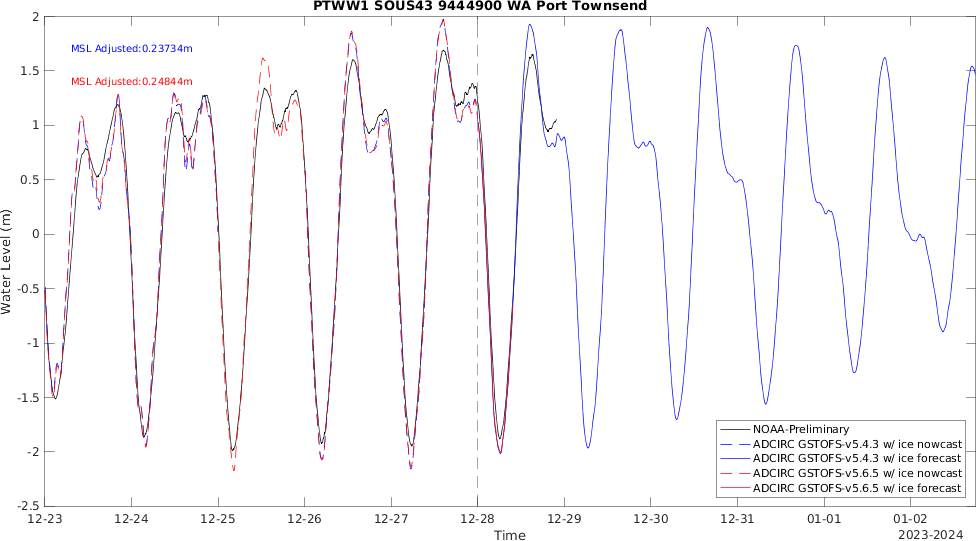 PTWW1 SOUS43 9444900 WA Port Townsend
MSL Adjusted:0.23734m
MSL Adjusted:0.24844m
Water Level (m)
2
1.5
1
0.5
0
-0.5
-1
-1.5
-2
-2.5
NOAA-Preliminary
ADCIRC GSTOFS-v5.4.3 w/ ice nowcast
ADCIRC GSTOFS-v5.4.3 w/ ice forecast
ADCIRC GSTOFS-v5.6.5 w/ ice nowcast
ADCIRC GSTOFS-v5.6.5 w/ ice forecast
12-23 12-24 12-25 12-26 12-27 12-28 12-29 12-30 12-31 01-01 01-02
Time
2023-2024